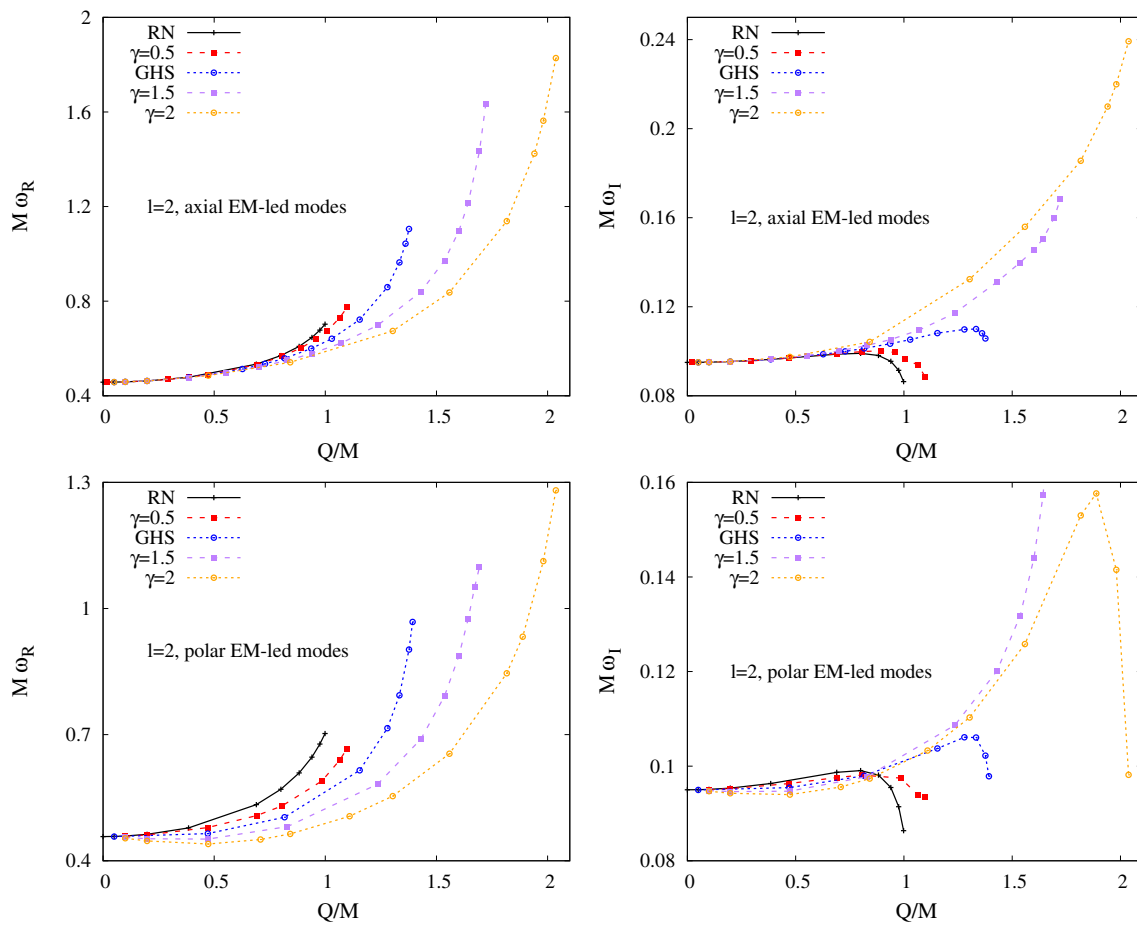 2
1.6
1.2
0.8
0.4
0
0.5
1
1.5
2
M ω_R
Q/M
RN
γ=0.5
GHS
γ=1.5
γ=2
l=2, axial EM-led modes
0.24
0.2
0.16
0.12
0.08
0
0.5
1
1.5
2
M ω_I
Q/M
RN
γ=0.5
GHS
γ=1.5
γ=2
l=2, axial EM-led modes
1.3
1
0.7
0.4
0
0.5
1
1.5
2
M ω_R
Q/M
RN
γ=0.5
GHS
γ=1.5
γ=2
l=2, polar EM-led modes
0.16
0.14
0.12
0.1
0.08
0
0.5
1
1.5
2
M ω_I
Q/M
RN
γ=0.5
GHS
γ=1.5
γ=2
l=2, polar EM-led modes